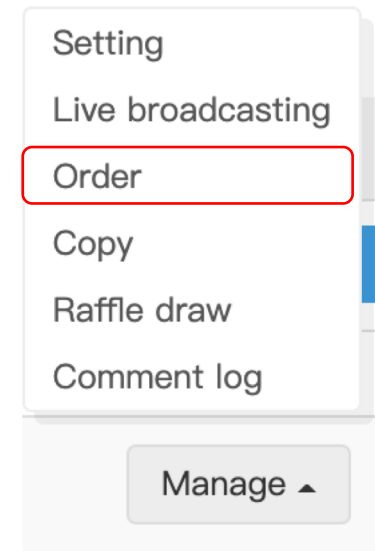 Setting
Live broadcasting
Order
Copy
Raffle draw
Comment log
Manage